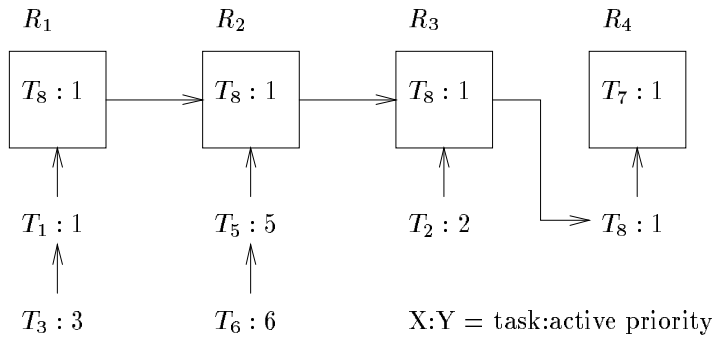 R1 R2 R3 R4
T8 : 1 T8 : 1 T8 : 1 T7 : 1
T1 : 1 T5 : 5 T2 : 2 T8 : 1
T3 : 3 T6 : 6 X:Y = task:active priority